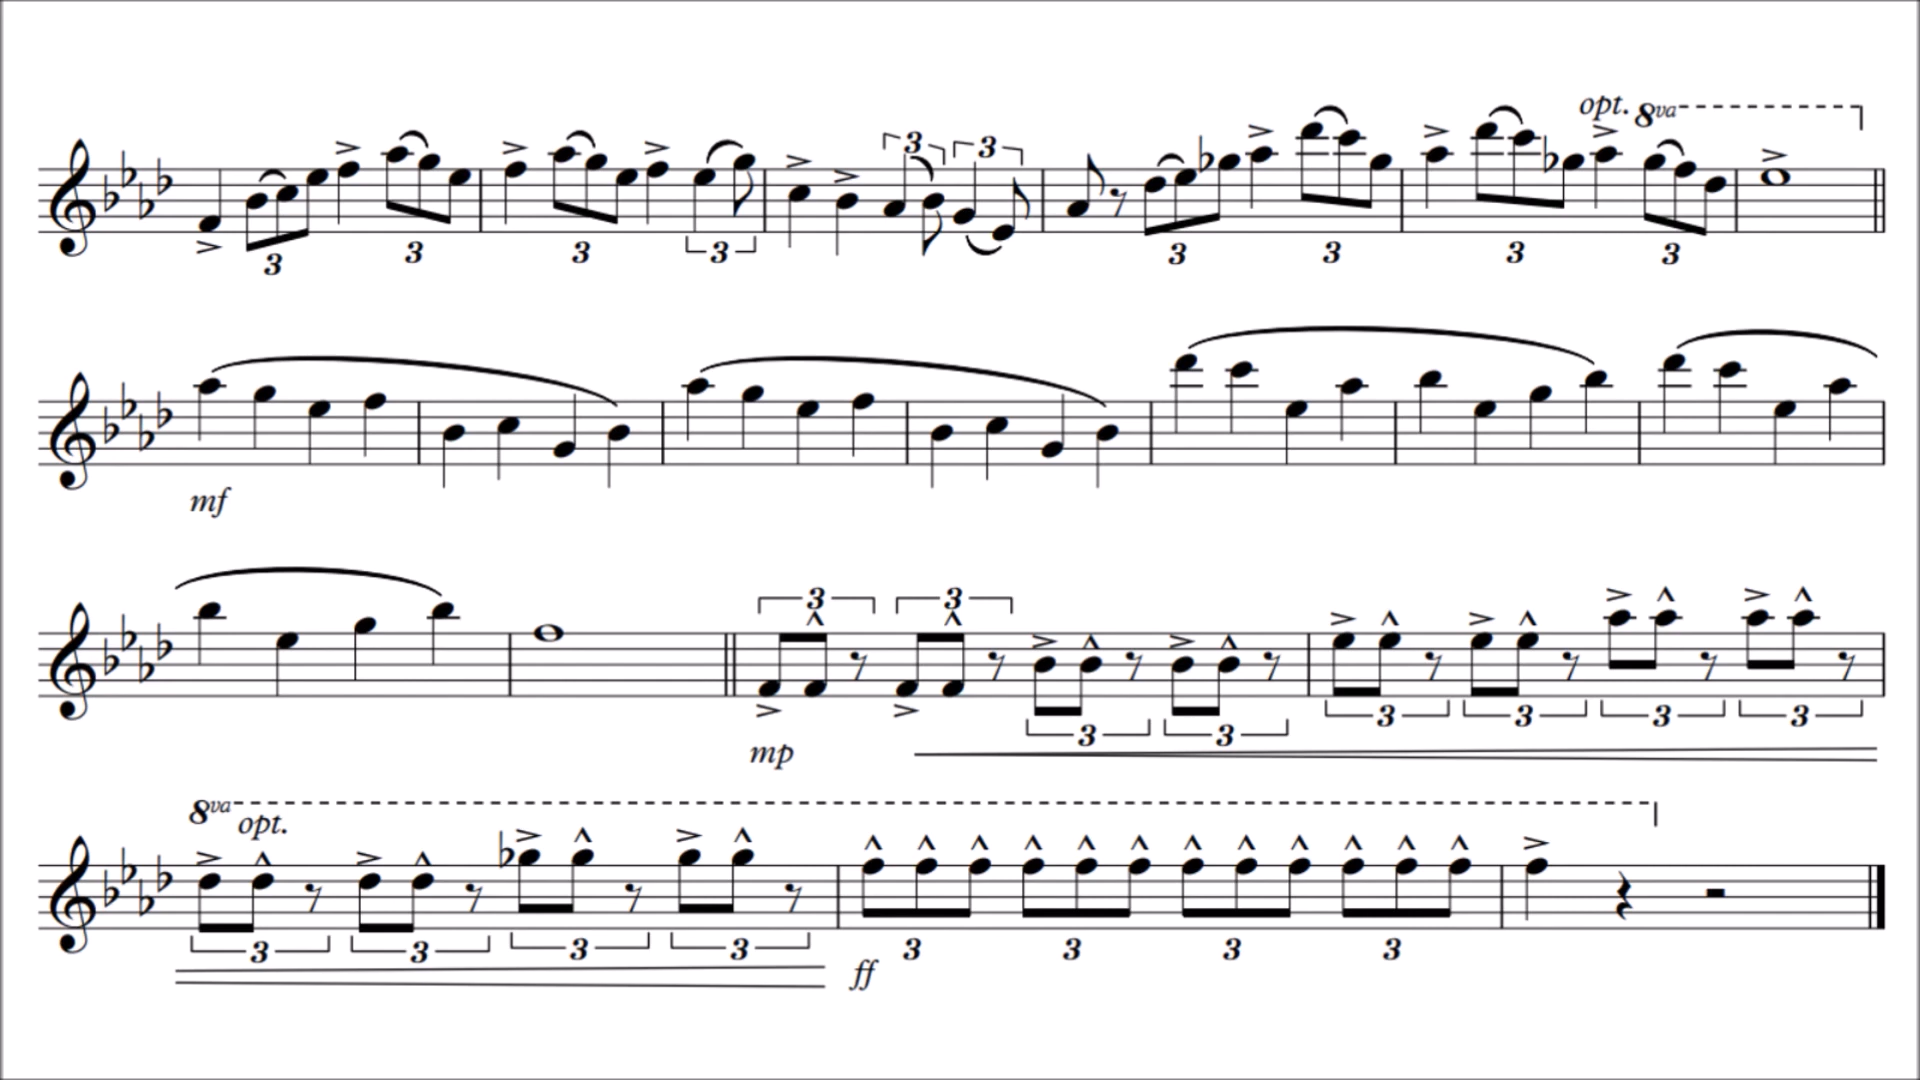 opt. 8va
3 3
3 3 3 3 3 3 3 3
mf
3 3
3 3 3 3 3 3
mp
8va opt.
3 3 3 3 3 3 3 3
ff